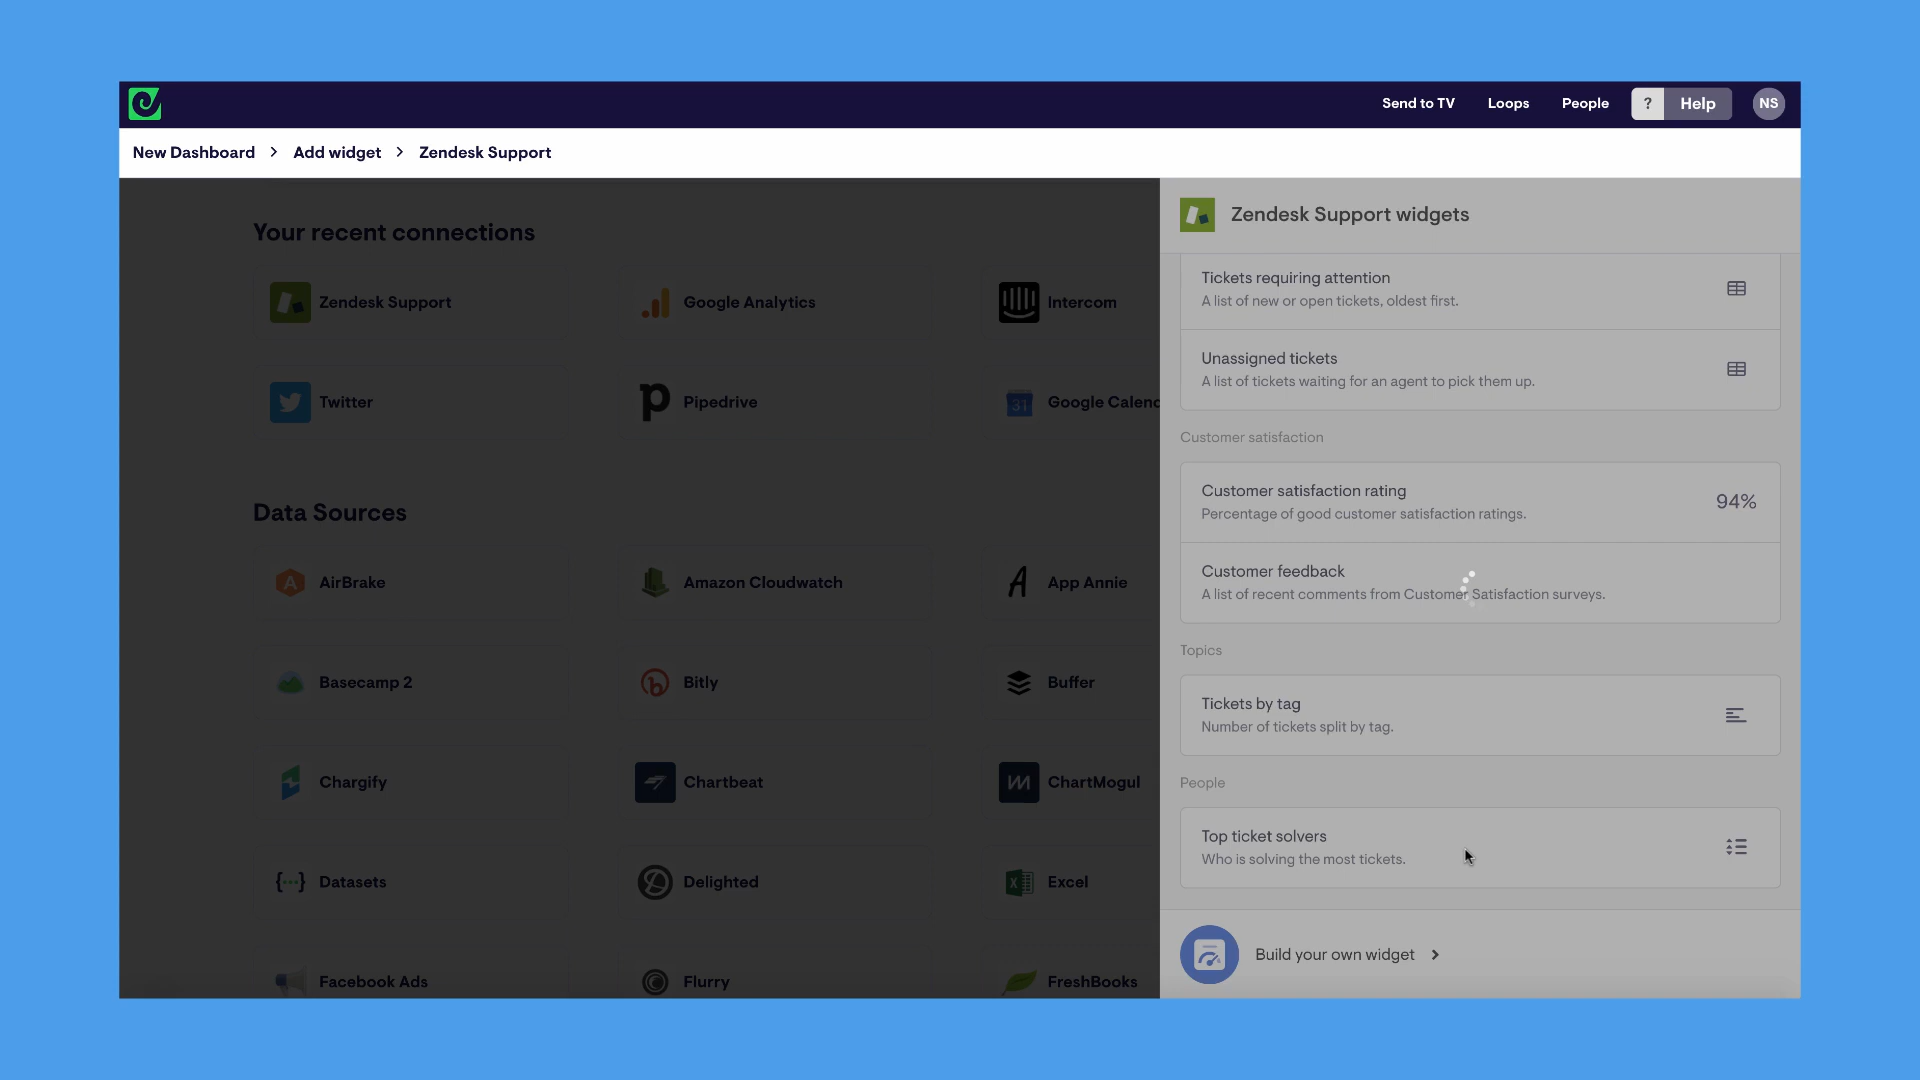 Send to TV
Loops
People
?
Help
NS
New Dashboard > Add widget > Zendesk Support
Your recent connections
Zendesk Support
Google Analytics
Intercom
Twitter
Pipedrive
Google Calend
31
Data Sources
AirBrake
Amazon Cloudwatch
App Annie
Basecamp 2
Bitly
Buffer
Chargify
Chartbeat
ChartMogul
Datasets
Delighted
Excel
Facebook Ads
Flurry
FreshBooks
Zendesk Support widgets
Tickets requiring attention
A list of new or open tickets, oldest first.
Unassigned tickets
A list of tickets waiting for an agent to pick them up.
Customer satisfaction
Customer satisfaction rating
Percentage of good customer satisfaction ratings.
94%
Customer feedback
A list of recent comments from Customer Satisfaction surveys.
Topics
Tickets by tag
Number of tickets split by tag.
People
Top ticket solvers
Who is solving the most tickets.
Build your own widget >